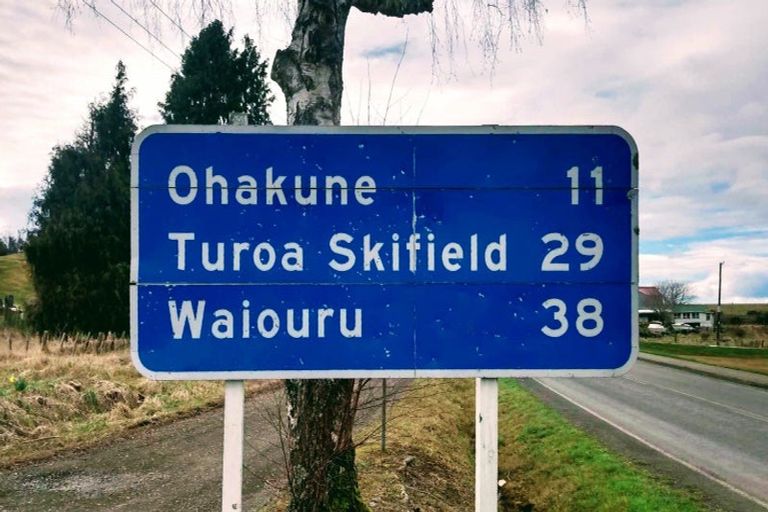 Ohakune 11
Turoa Skifield 29
Waiouru 38